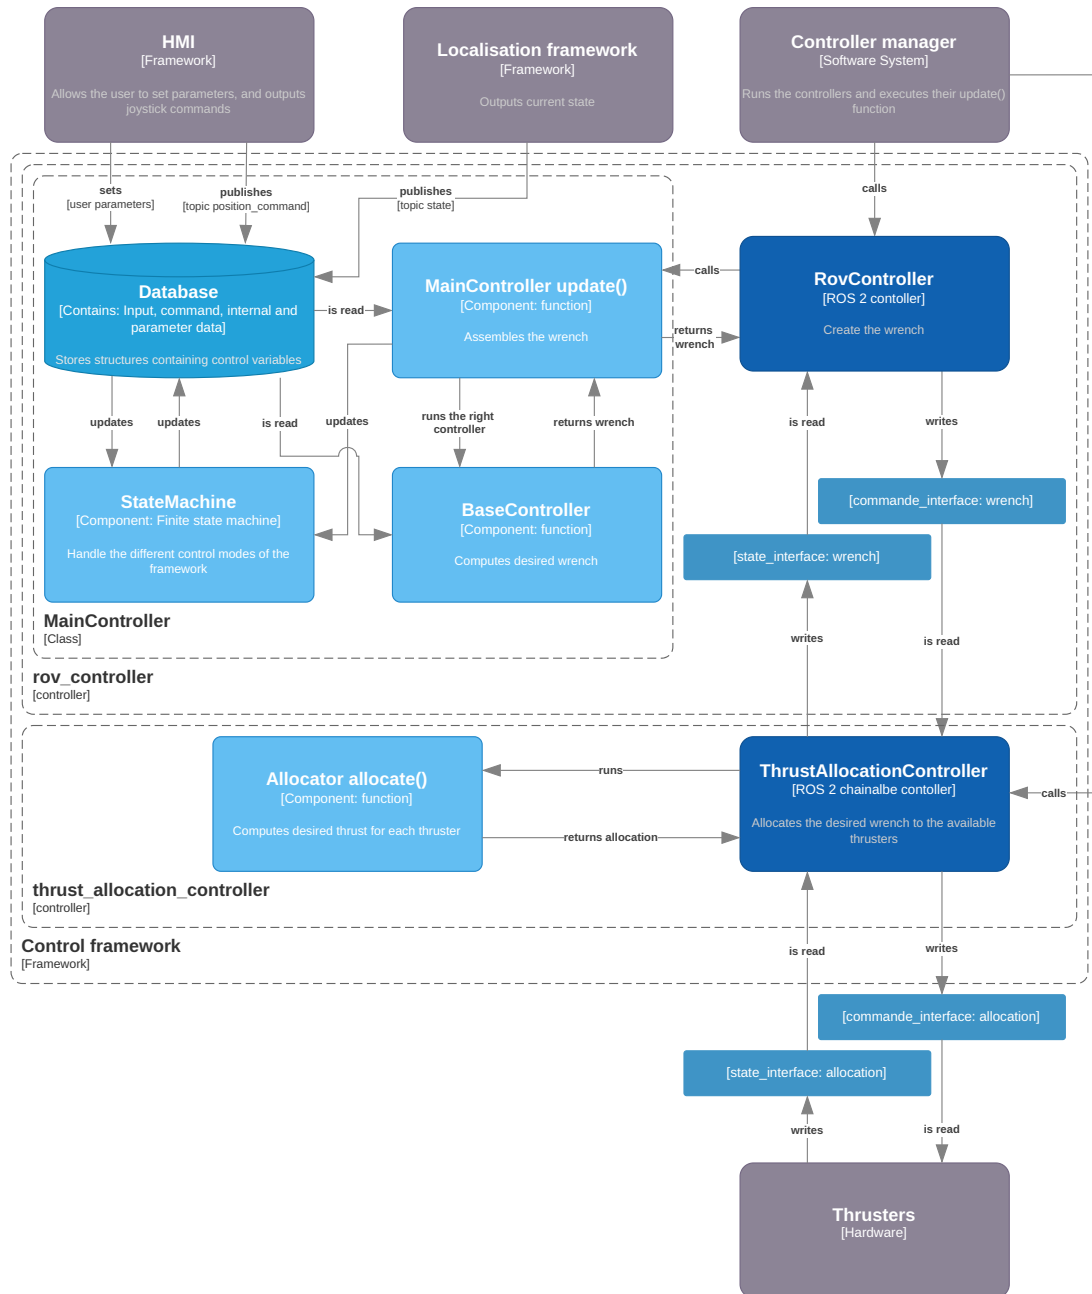 HMI
[Framework]
Allows the user to set parameters, and outputs
joystick commands
Localisation framework
[Framework]
Outputs current state
Controller manager
[Software System]
Runs the controllers and executes their update()
function
sets
[user parameters]
publishes
[topic position_command]
publishes
[topic state]
calls
Database
[Contains: Input, command, internal and
parameter data]
Stores structures containing control variables
is read
MainController update()
[Component: function]
Assembles the wrench
calls
returns
wrench
RovController
[ROS 2 contoller]
Create the wrench
updates
updates
is read
updates
runs the right
controller
returns wrench
is read
writes
StateMachine
[Component: Finite state machine]
Handle the different control modes of the
framework
BaseController
[Component: function]
Computes desired wrench
[commande_interface: wrench]
[state_interface: wrench]
MainController
[Class]
writes
is read
rov_controller
[controller]
Allocator allocate()
[Component: function]
Computes desired thrust for each thruster
runs
returns allocation
ThrustAllocationController
[ROS 2 chainalbe contoller]
Allocates the desired wrench to the available
thrusters
calls
thrust_allocation_controller
[controller]
Control framework
[Framework]
is read
writes
[commande_interface: allocation]
[state_interface: allocation]
writes
is read
Thrusters
[Hardware]